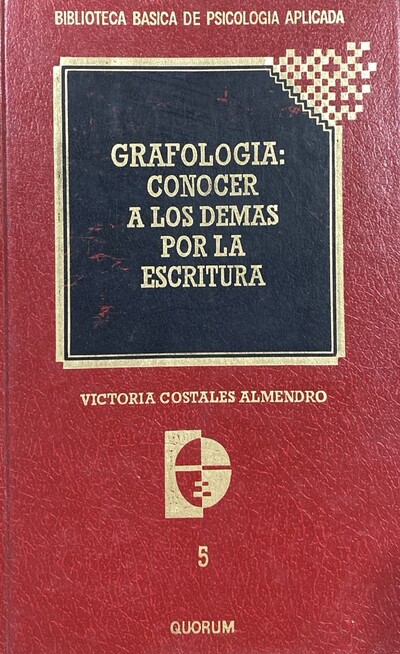 BIBLIOTECA BASICA DE PSICOLOGIA APLICADA
GRAFOLOGIA:
CONOCER
A LOS DEMAS
POR LA
ESCRITURA
VICTORIA COSTALES ALMENDRO
5
QUORUM